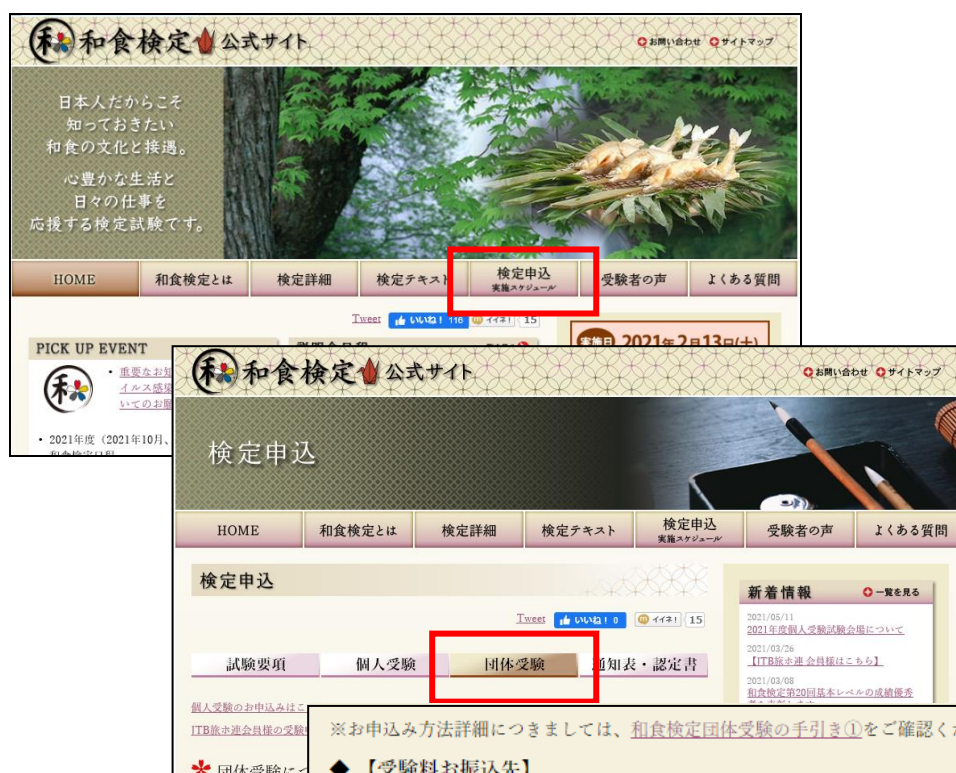 和食検定 公式サイト
お問い合わせ サイトマップ
日本人だからこそ
知っておきたい
和食の文化と接遇。
心豊かな生活と
日々の仕事を
応援する検定試験です。
HOME 和食検定とは 検定詳細 検定テキスト 検定申込 受験者の声 よくある質問
実施スケジュール
Tweet いいね! 116 イイネ! 15
PICK UP EVENT
実施日 2021年2月13日(土)
・2021年度（2021年10月、
和食検定 公式サイト
お問い合わせ サイトマップ
検定申込
HOME 和食検定とは 検定詳細 検定テキスト 検定申込 受験者の声 よくある質問
実施スケジュール
検定申込
Tweet いいね! 0 イイネ! 15
試験要項 個人受験 団体受験 通知表・認定書
個人受験のお申込みはこ
ITB旅ホ連会員様の受験
団体受験につ
新着情報 一覧を見る
2021/05/11
2021年度個人受験試験会場について
2021/03/26
【ITB旅ホ連 会員様はこちら】
2021/03/08
和食検定第20回基本レベルの成績優秀
※お申込み方法詳細につきましては、和食検定団体受験の手引き①をご確認くだ
◆ 【受験料お振込先】